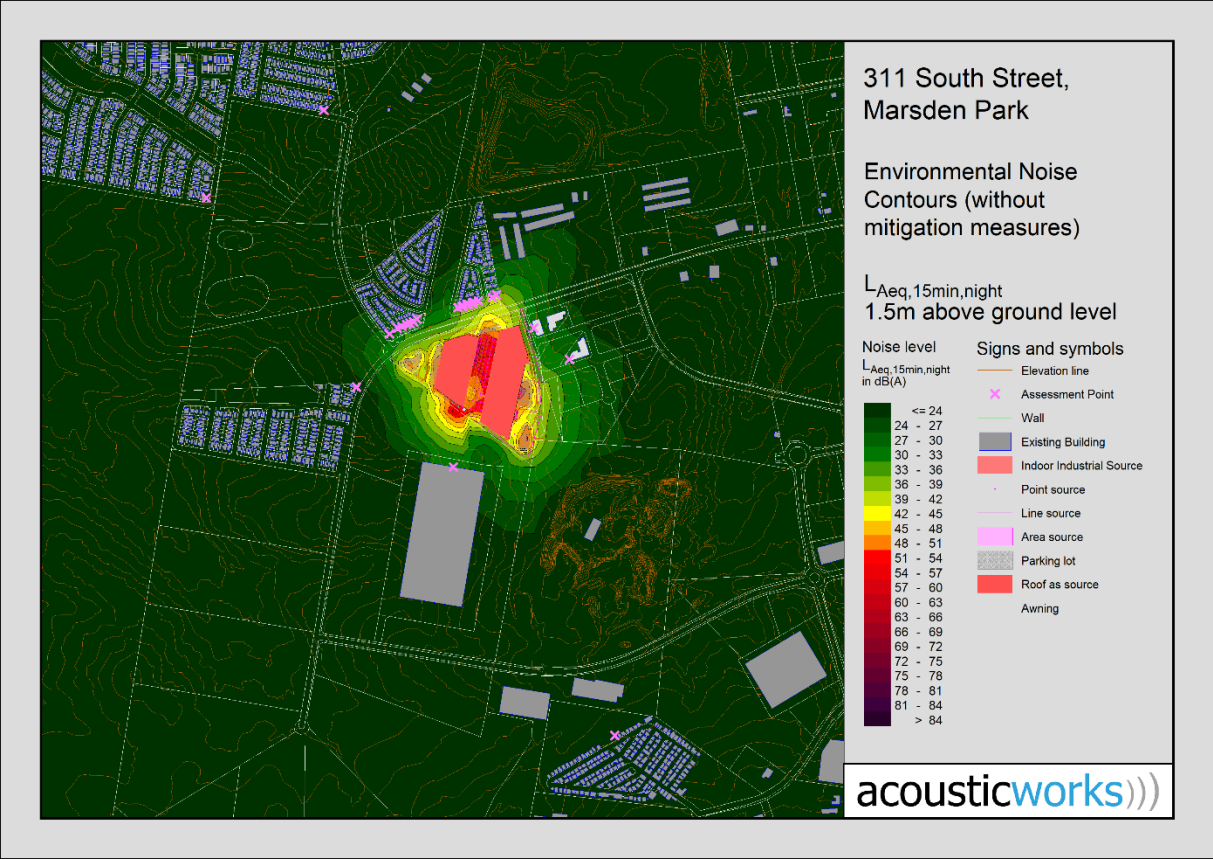 311 South Street,
Marsden Park
Environmental Noise
Contours (without
mitigation measures)
LAeq,15min,night
1.5m above ground level
Noise level
LAeq,15min,night
in dB(A)
<= 24
24 - 27
27 - 30
30 - 33
33 - 36
36 - 39
39 - 42
42 - 45
45 - 48
48 - 51
51 - 54
54 - 57
57 - 60
60 - 63
63 - 66
66 - 69
69 - 72
72 - 75
75 - 78
78 - 81
81 - 84
> 84
Signs and symbols
Elevation line
Assessment Point
Wall
Existing Building
Indoor Industrial Source
Point source
Line source
Area source
Parking lot
Roof as source
Awning
acousticworks)))